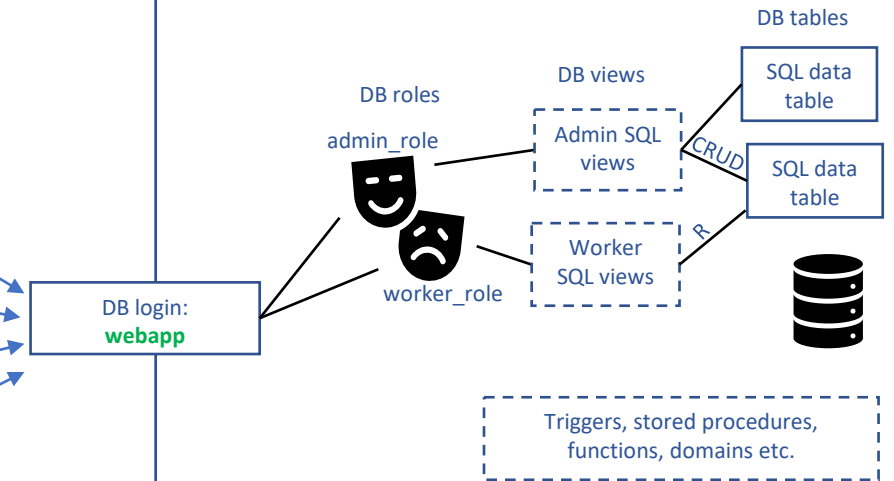 DB tables
SQL data
table
DB views
DB roles
admin_role
Admin SQL
views
CRUD
SQL data
table
Worker
SQL views
R
worker_role
DB login:
webapp
Triggers, stored procedures,
functions, domains etc.